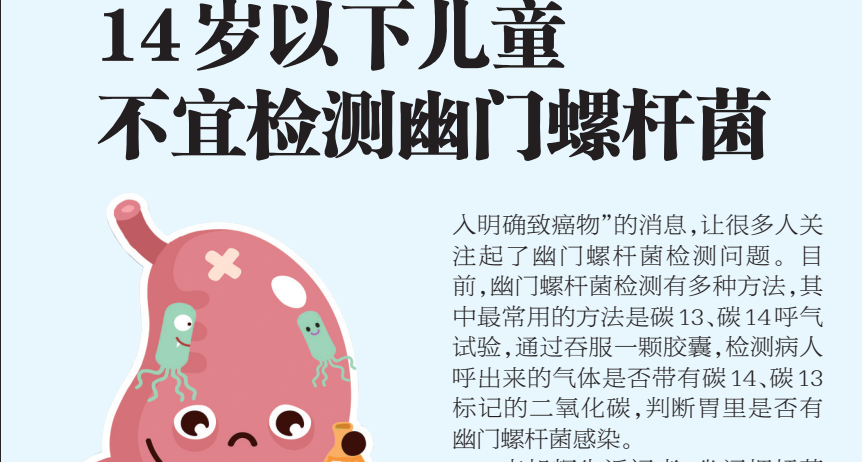 14岁以下儿童
不宜检测幽门螺杆菌
入明确致癌物”的消息,让很多人关
注起了幽门螺杆菌检测问题。目
前,幽门螺杆菌检测有多种方法,其
中最常用的方法是碳13、碳14呼气
试验,通过吞服一颗胶囊,检测病人
呼出来的气体是否带有碳14、碳13
标记的二氧化碳,判断胃里是否有
幽门螺杆菌感染。